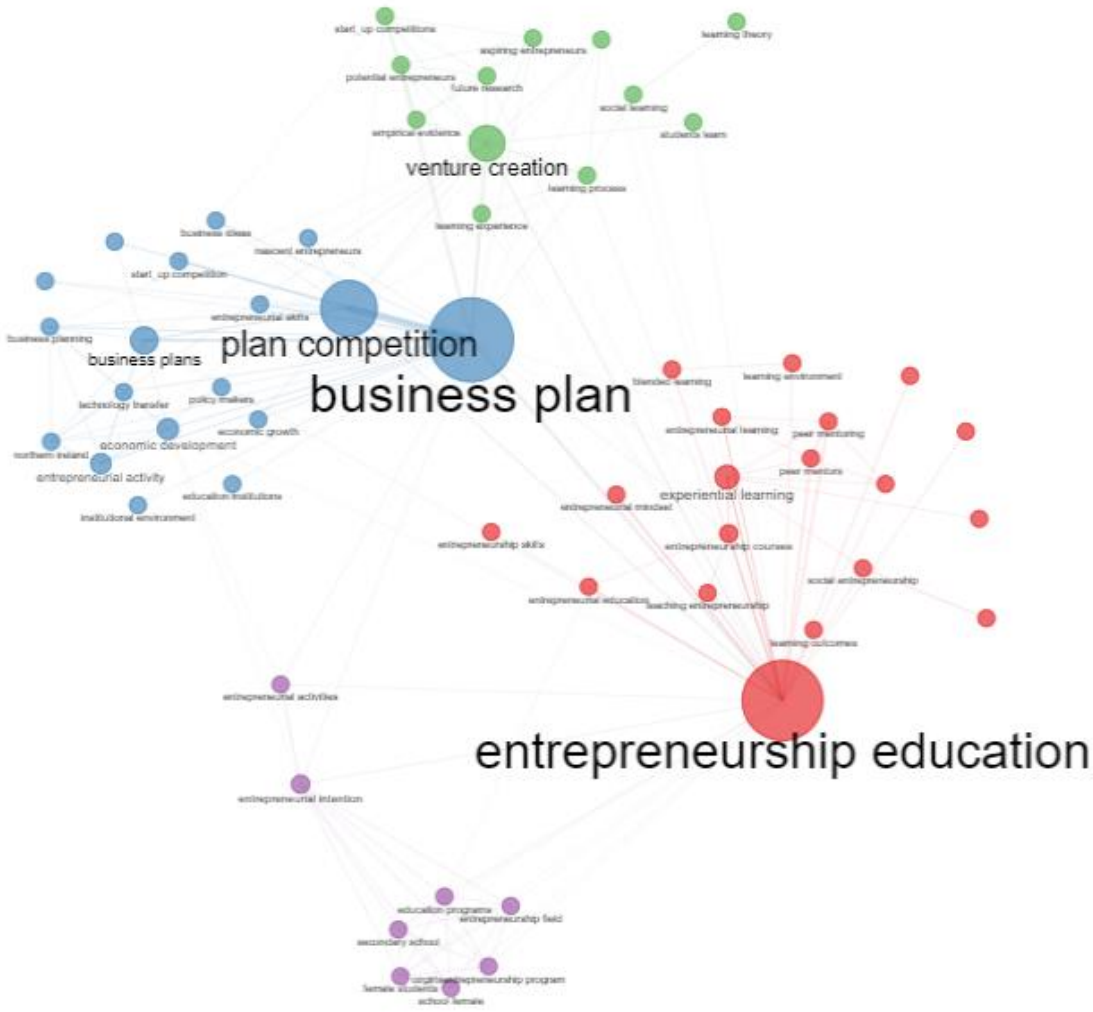 start_up competitions
learning theory
aspiring entrepreneurs
potential entrepreneurs
future research
social learning
empirical evidence
students learn
venture creation
learning process
learning experience
business ideas
nascent entrepreneurs
start_up competition
entrepreneurial skills
business planning
business plans
plan competition
business plan
technology transfer
policy makers
economic growth
economic development
northern ireland
entrepreneurial activity
education institutions
institutional environment
blended learning
learning environment
entrepreneurial learning
peer mentoring
peer mentors
experiential learning
entrepreneurial mindset
entrepreneurship skills
entrepreneurship courses
social entrepreneurship
entrepreneurial education
teaching entrepreneurship
learning outcomes
entrepreneurship education
entrepreneurial activities
entrepreneurial intention
education programs
entrepreneurship field
secondary school
entrepreneurship program
female students
school female